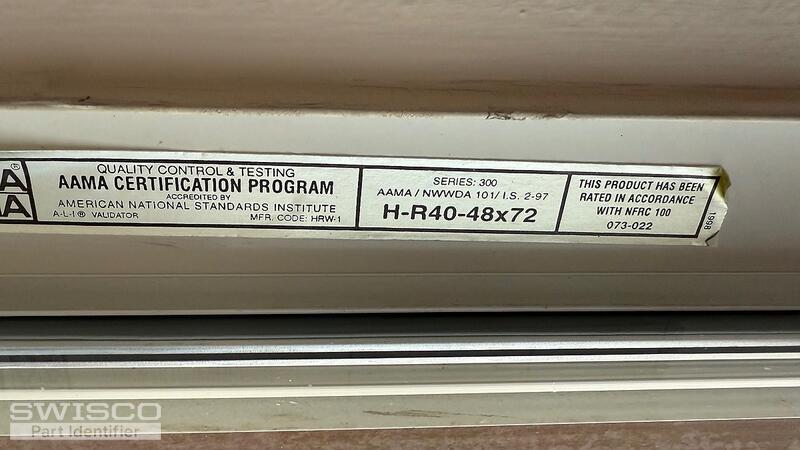 A®
MA
QUALITY CONTROL & TESTING
AAMA CERTIFICATION PROGRAM
ACCREDITED BY
AMERICAN NATIONAL STANDARDS INSTITUTE
A-L-I® VALIDATOR MFR. CODE: HRW-1
SERIES: 300
AAMA / NWWDA 101 / I.S. 2-97
H-R40-48x72
THIS PRODUCT HAS BEEN
RATED IN ACCORDANCE
WITH NFRC 100
073-022
1998
SWISCO
Part Identifier